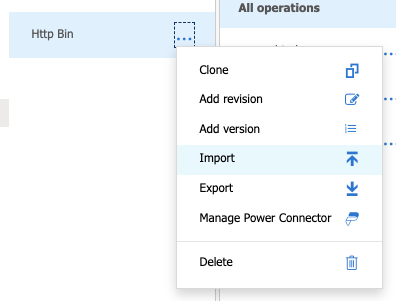 All operations
Http Bin
Clone
Add revision
Add version
Import
Export
Manage Power Connector
Delete